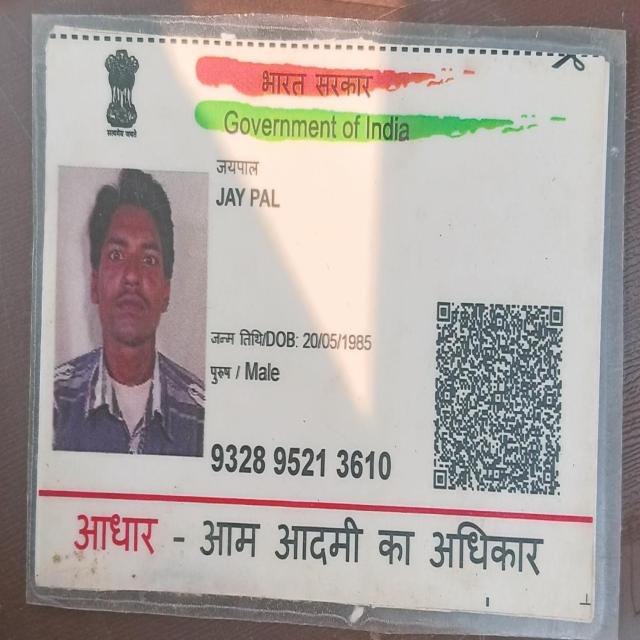 भारत सरकार
Government of India
सत्यमेव जयते
जयपाल
JAY PAL
जन्म तिथि/DOB: 20/05/1985
पुरुष / Male
9328 9521 3610
आधार - आम आदमी का अधिकार